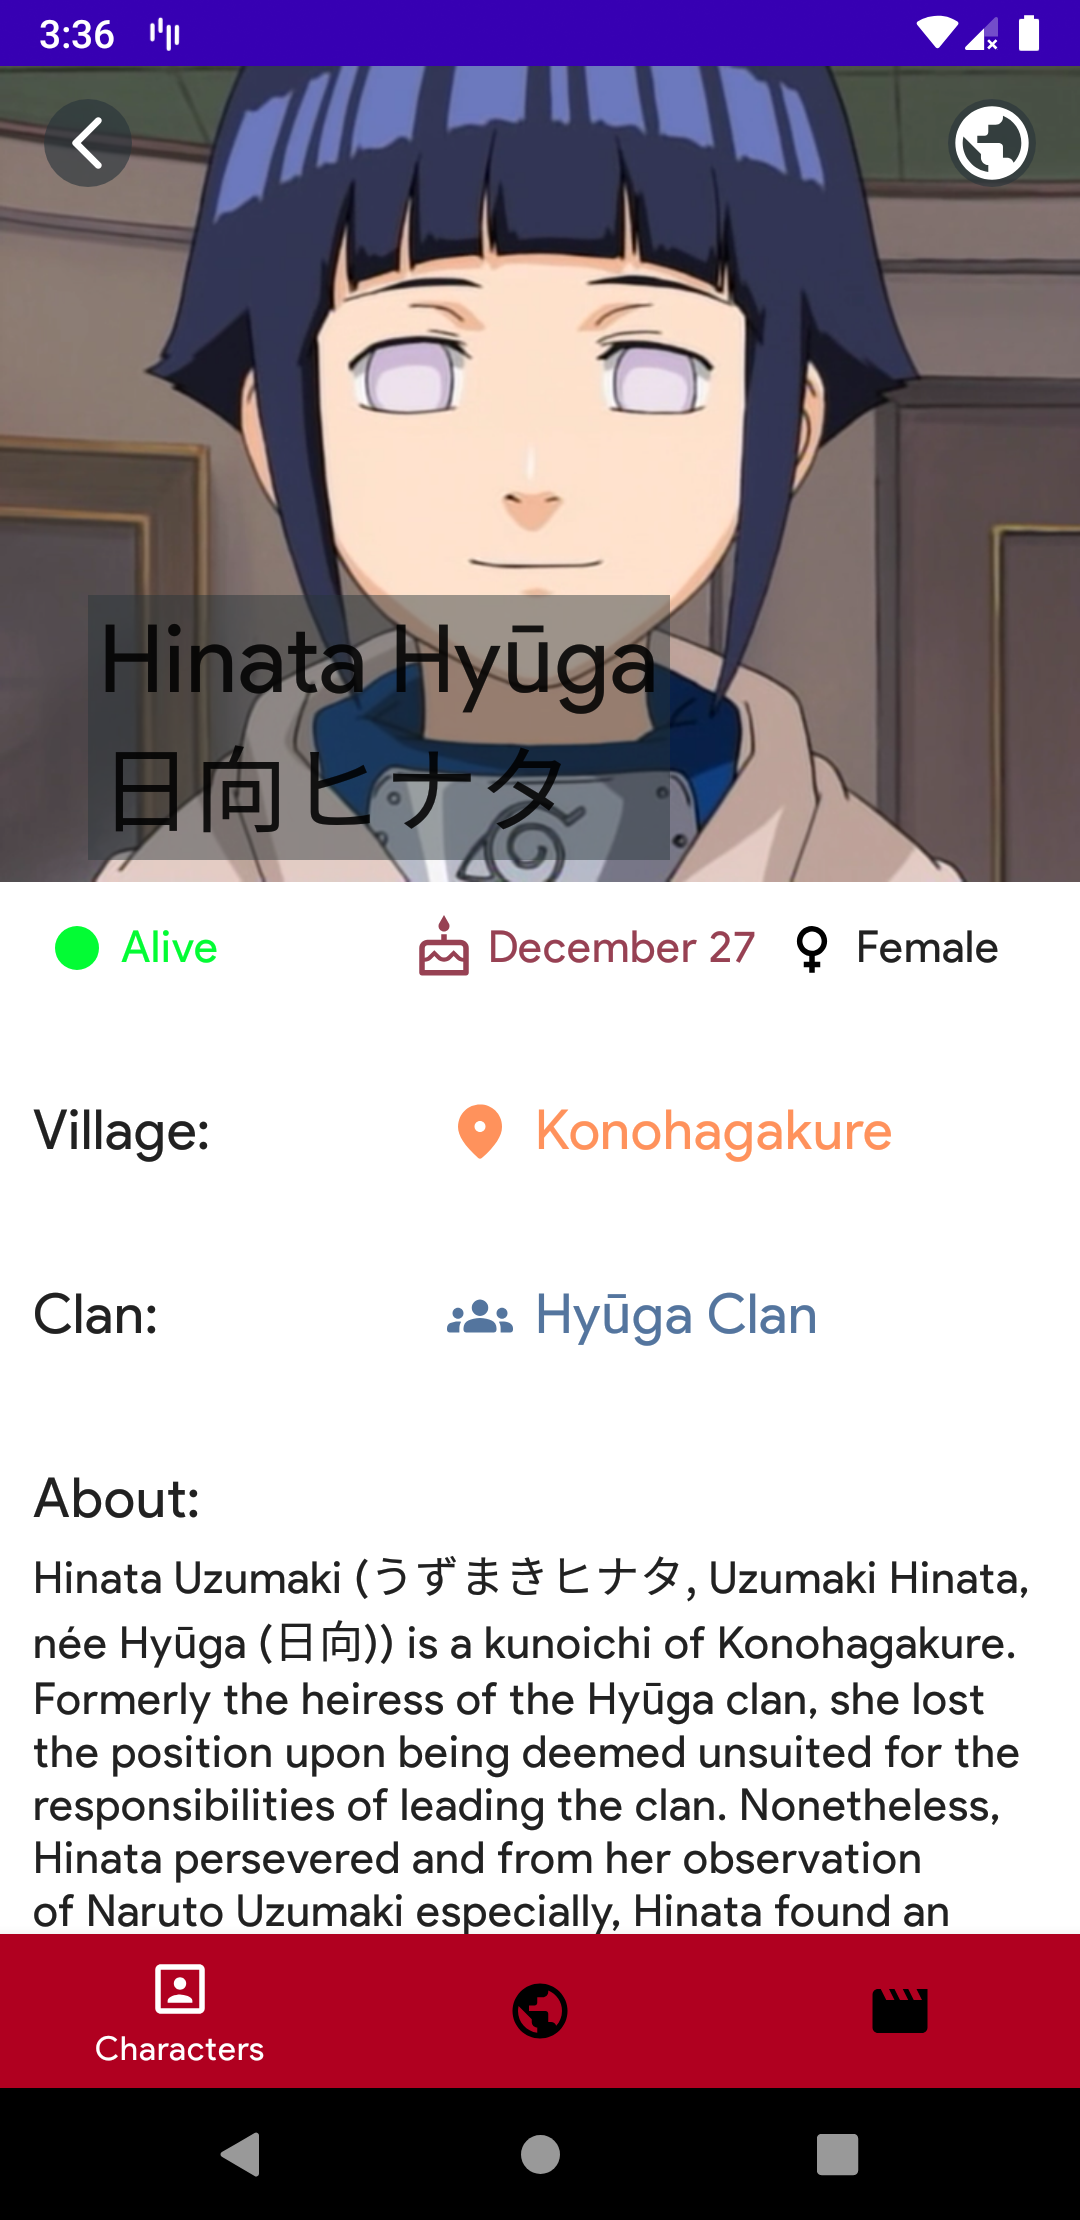 3:36
Hinata Hyūga
日向ヒナタ
Alive
December 27
Female
Village:
Konohagakure
Clan:
Hyūga Clan
About:
Hinata Uzumaki (うずまきヒナタ, Uzumaki Hinata,
née Hyūga (日向)) is a kunoichi of Konohagakure.
Formerly the heiress of the Hyūga clan, she lost
the position upon being deemed unsuited for the
responsibilities of leading the clan. Nonetheless,
Hinata persevered and from her observation
of Naruto Uzumaki especially, Hinata found an
Characters